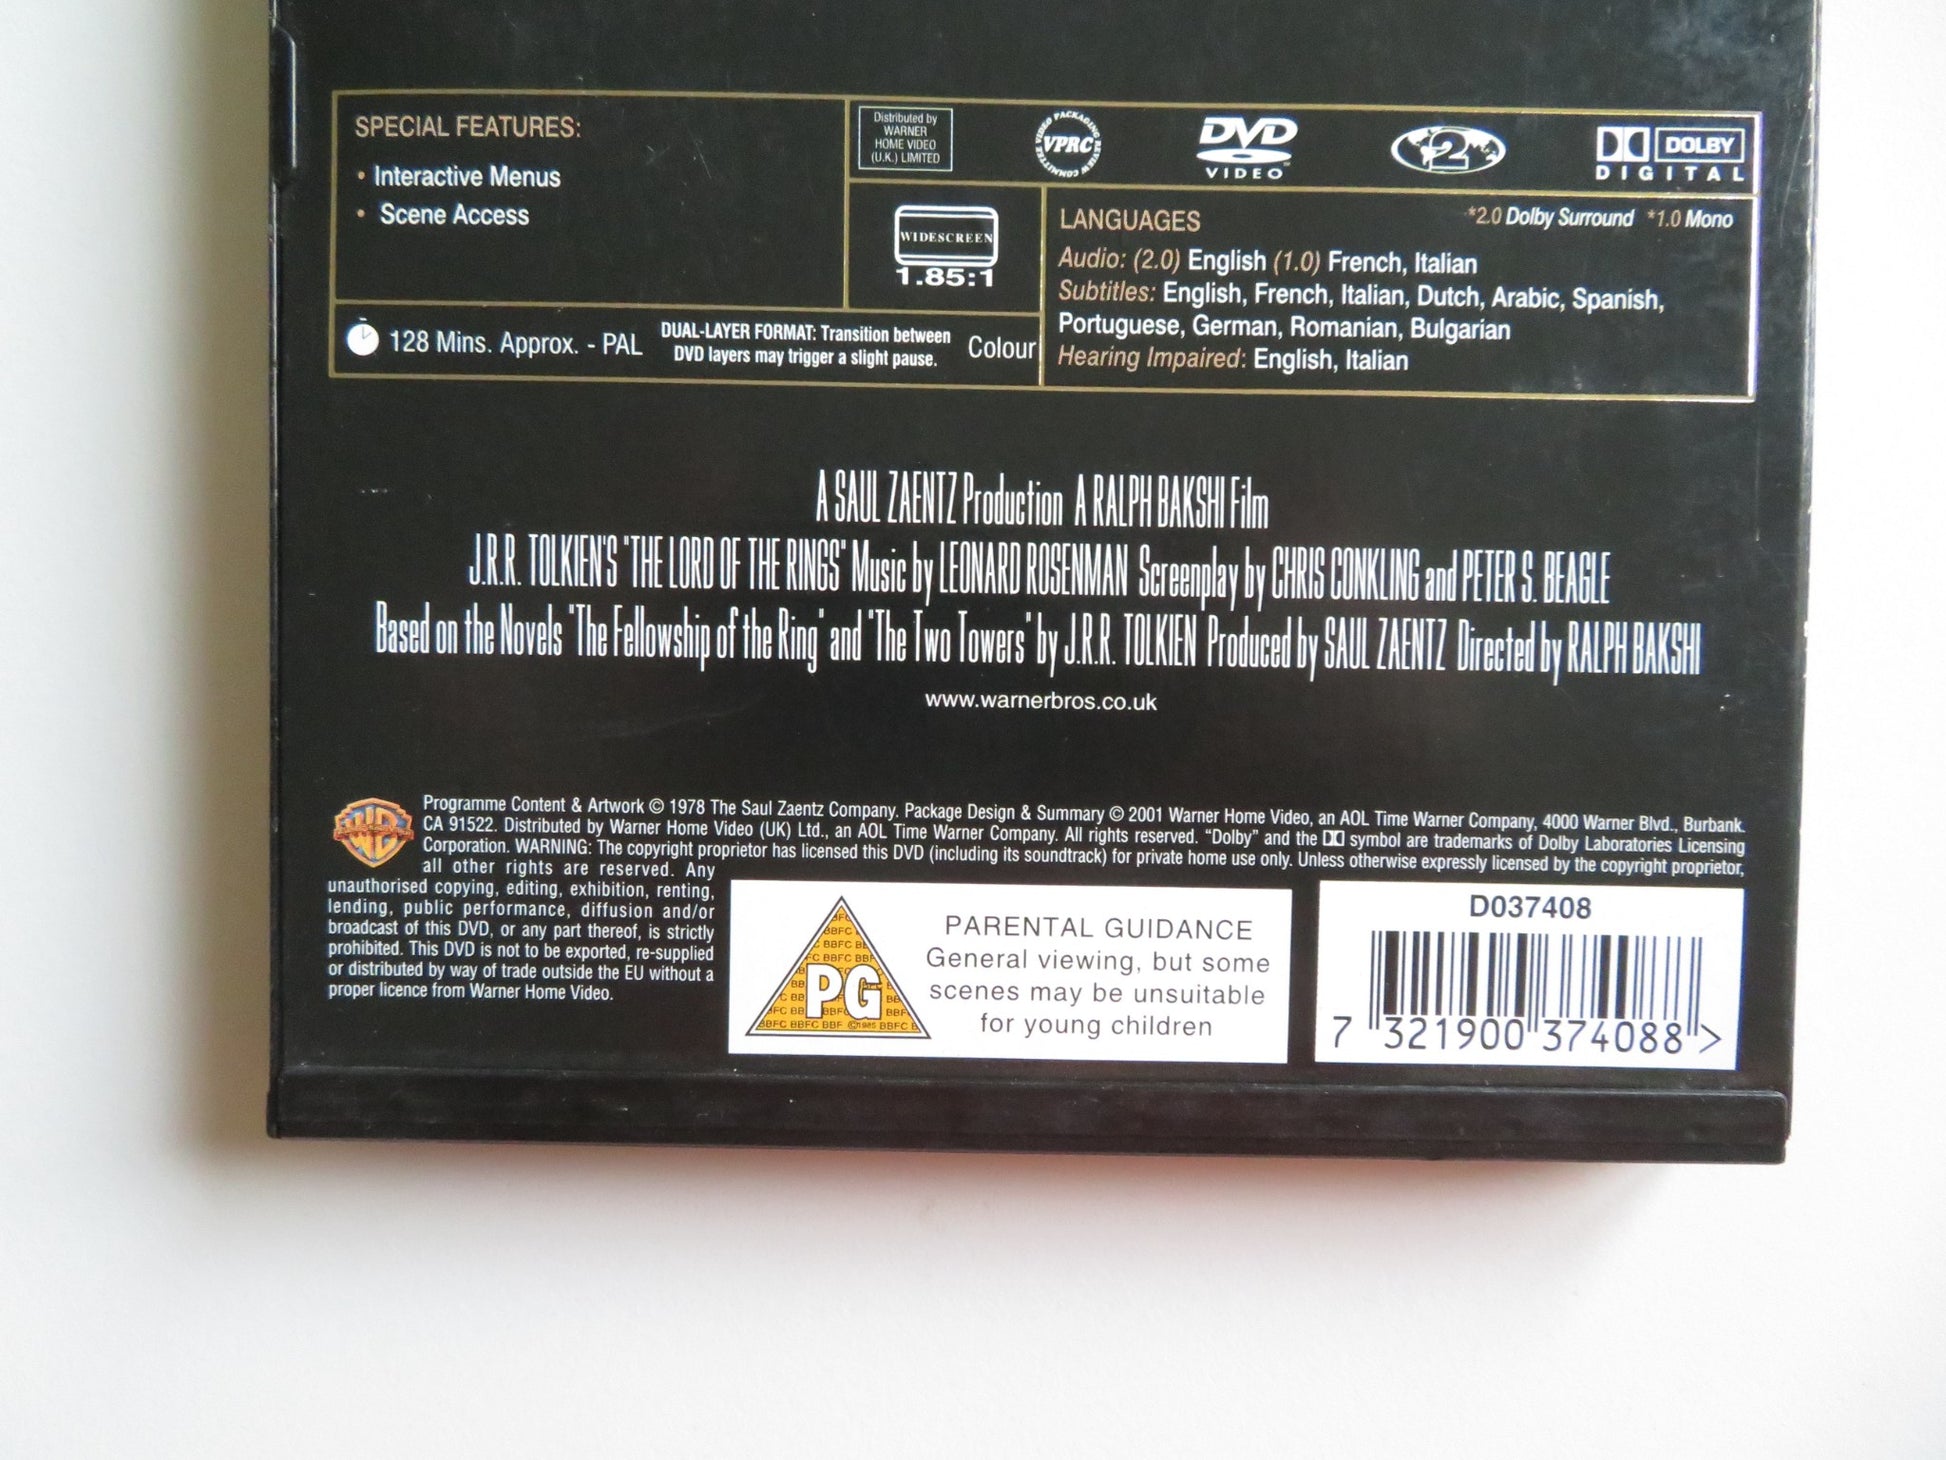 SPECIAL FEATURES:
• Interactive Menus
• Scene Access
128 Mins. Approx. - PAL
DUAL-LAYER FORMAT: Transition between
DVD layers may trigger a slight pause.
Colour
Distributed by
WARNER
HOME VIDEO
(U.K.) LIMITED
VIDEO PACKAGING REVIEW COMMITTEE
VPRC
DVD
VIDEO
2
DOLBY
DIGITAL
WIDESCREEN
1.85:1
LANGUAGES *2.0 Dolby Surround *1.0 Mono
Audio: (2.0) English (1.0) French, Italian
Subtitles: English, French, Italian, Dutch, Arabic, Spanish,
Portuguese, German, Romanian, Bulgarian
Hearing Impaired: English, Italian
A SAUL ZAENTZ Production A RALPH BAKSHI Film
J.R.R. TOLKIEN'S "THE LORD OF THE RINGS" Music by LEONARD ROSENMAN Screenplay by CHRIS CONKLING and PETER S. BEAGLE
Based on the Novels "The Fellowship of the Ring" and "The Two Towers" by J.R.R. TOLKIEN Produced by SAUL ZAENTZ Directed by RALPH BAKSHI
www.warnerbros.co.uk
WB
Programme Content & Artwork © 1978 The Saul Zaentz Company. Package Design & Summary © 2001 Warner Home Video, an AOL Time Warner Company, 4000 Warner Blvd., Burbank.
CA 91522. Distributed by Warner Home Video (UK) Ltd., an AOL Time Warner Company. All rights reserved. “Dolby” and the symbol are trademarks of Dolby Laboratories Licensing
Corporation. WARNING: The copyright proprietor has licensed this DVD (including its soundtrack) for private home use only. Unless otherwise expressly licensed by the copyright proprietor,
all other rights are reserved. Any
unauthorised copying, editing, exhibition, renting,
lending, public performance, diffusion and/or
broadcast of this DVD, or any part thereof, is strictly
prohibited. This DVD is not to be exported, re-supplied
or distributed by way of trade outside the EU without a
proper licence from Warner Home Video.
PG
PARENTAL GUIDANCE
General viewing, but some
scenes may be unsuitable
for young children
D037408
7 321900 374088 >